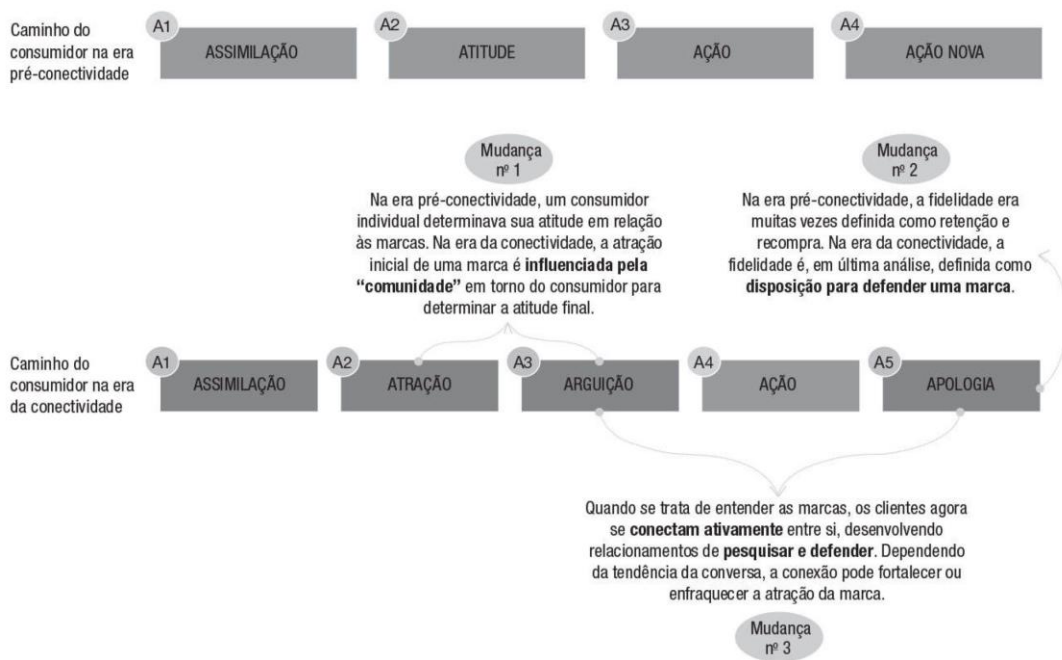 Caminho do
consumidor na era
pré-conectividade
A1
ASSIMILAÇÃO
A2
ATITUDE
A3
AÇÃO
A4
AÇÃO NOVA
Mudança
nº 1
Na era pré-conectividade, um consumidor
individual determinava sua atitude em relação
às marcas. Na era da conectividade, a atração
inicial de uma marca é influenciada pela
“comunidade” em torno do consumidor para
determinar a atitude final.
Mudança
nº 2
Na era pré-conectividade, a fidelidade era
muitas vezes definida como retenção e
recompra. Na era da conectividade, a
fidelidade é, em última análise, definida como
disposição para defender uma marca.
Caminho do
consumidor na era
da conectividade
A1
ASSIMILAÇÃO
A2
ATRAÇÃO
A3
ARGUIÇÃO
A4
AÇÃO
A5
APOLOGIA
Quando se trata de entender as marcas, os clientes agora
se conectam ativamente entre si, desenvolvendo
relacionamentos de pesquisar e defender. Dependendo
da tendência da conversa, a conexão pode fortalecer ou
enfraquecer a atração da marca.
Mudança
nº 3